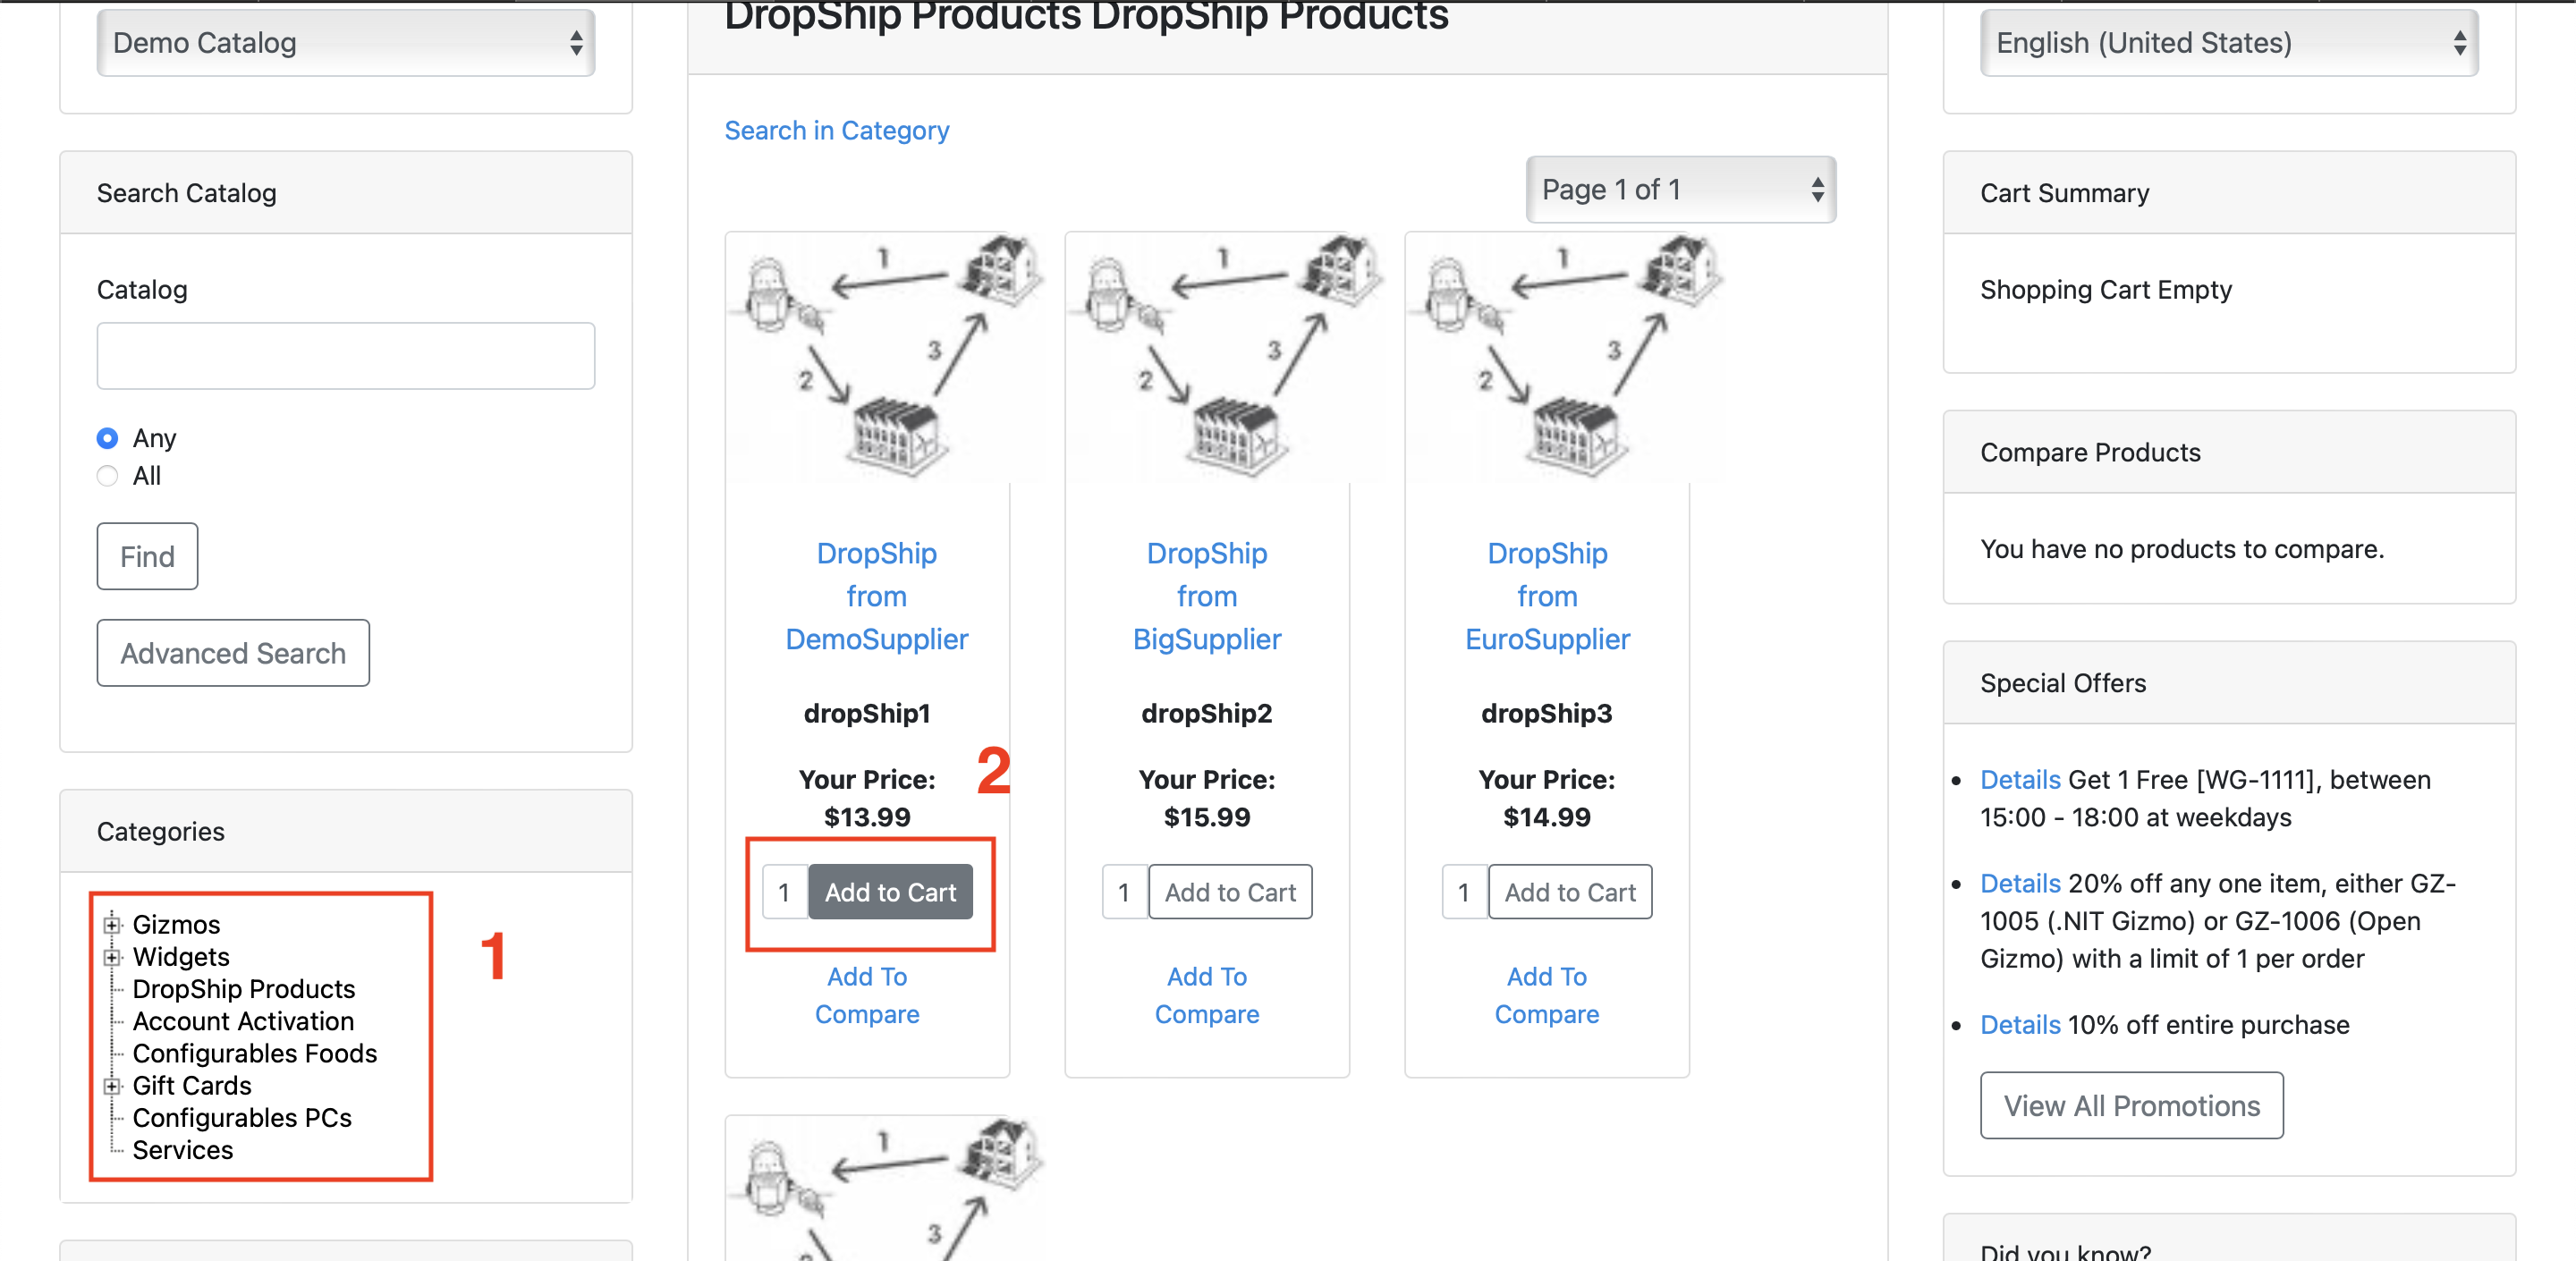 Demo Catalog
Search Catalog
Catalog
Any
All
Find
Advanced Search
Categories
Gizmos
Widgets
DropShip Products
Account Activation
Configurables Foods
Gift Cards
Configurables PCs
Services
1
DropShip Products DropShip Products
Search in Category
Page 1 of 1
1
2
3
DropShip
from
DemoSupplier
dropShip1
Your Price:
$13.99
2
1 Add to Cart
Add To
Compare
1
2
3
DropShip
from
BigSupplier
dropShip2
Your Price:
$15.99
1 Add to Cart
Add To
Compare
1
2
3
DropShip
from
EuroSupplier
dropShip3
Your Price:
$14.99
1 Add to Cart
Add To
Compare
1
3
English (United States)
Cart Summary
Shopping Cart Empty
Compare Products
You have no products to compare.
Special Offers
Details Get 1 Free [WG-1111], between
15:00 - 18:00 at weekdays
Details 20% off any one item, either GZ-
1005 (.NIT Gizmo) or GZ-1006 (Open
Gizmo) with a limit of 1 per order
Details 10% off entire purchase
View All Promotions
Did you know?